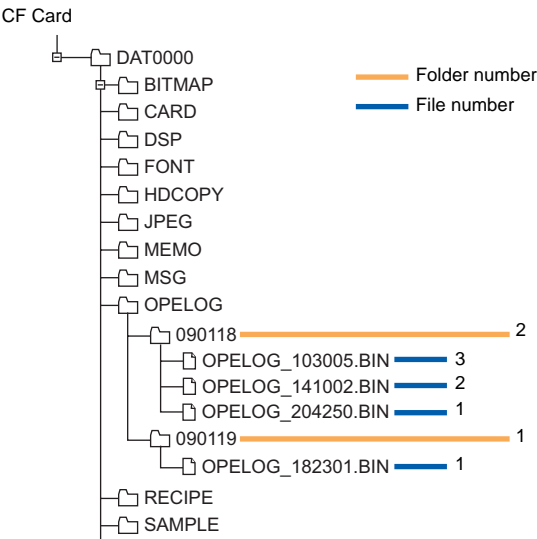 CF Card
DAT0000
BITMAP
Folder number
CARD
File number
DSP
FONT
HDCOPY
JPEG
MEMO
MSG
OPELOG
090118 2
OPELOG_103005.BIN 3
OPELOG_141002.BIN 2
OPELOG_204250.BIN 1
090119 1
OPELOG_182301.BIN 1
RECIPE
SAMPLE